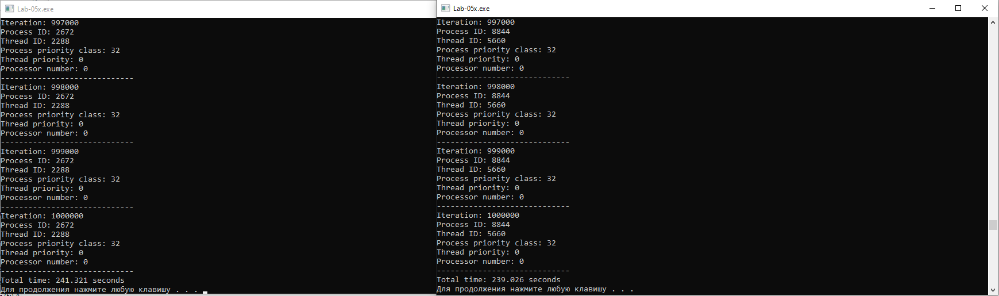 Lab-05x.exe
Iteration: 997000
Process ID: 2672
Thread ID: 2288
Process priority class: 32
Thread priority: 0
Processor number: 0
-----------------------------
Iteration: 998000
Process ID: 2672
Thread ID: 2288
Process priority class: 32
Thread priority: 0
Processor number: 0
-----------------------------
Iteration: 999000
Process ID: 2672
Thread ID: 2288
Process priority class: 32
Thread priority: 0
Processor number: 0
-----------------------------
Iteration: 1000000
Process ID: 2672
Thread ID: 2288
Process priority class: 32
Thread priority: 0
Processor number: 0
-----------------------------
Total time: 241.321 seconds
Для продолжения нажмите любую клавишу . . .
Lab-05x.exe
Iteration: 997000
Process ID: 8844
Thread ID: 5660
Process priority class: 32
Thread priority: 0
Processor number: 0
-----------------------------
Iteration: 998000
Process ID: 8844
Thread ID: 5660
Process priority class: 32
Thread priority: 0
Processor number: 0
-----------------------------
Iteration: 999000
Process ID: 8844
Thread ID: 5660
Process priority class: 32
Thread priority: 0
Processor number: 0
-----------------------------
Iteration: 1000000
Process ID: 8844
Thread ID: 5660
Process priority class: 32
Thread priority: 0
Processor number: 0
-----------------------------
Total time: 239.026 seconds
Для продолжения нажмите любую клавишу . . .